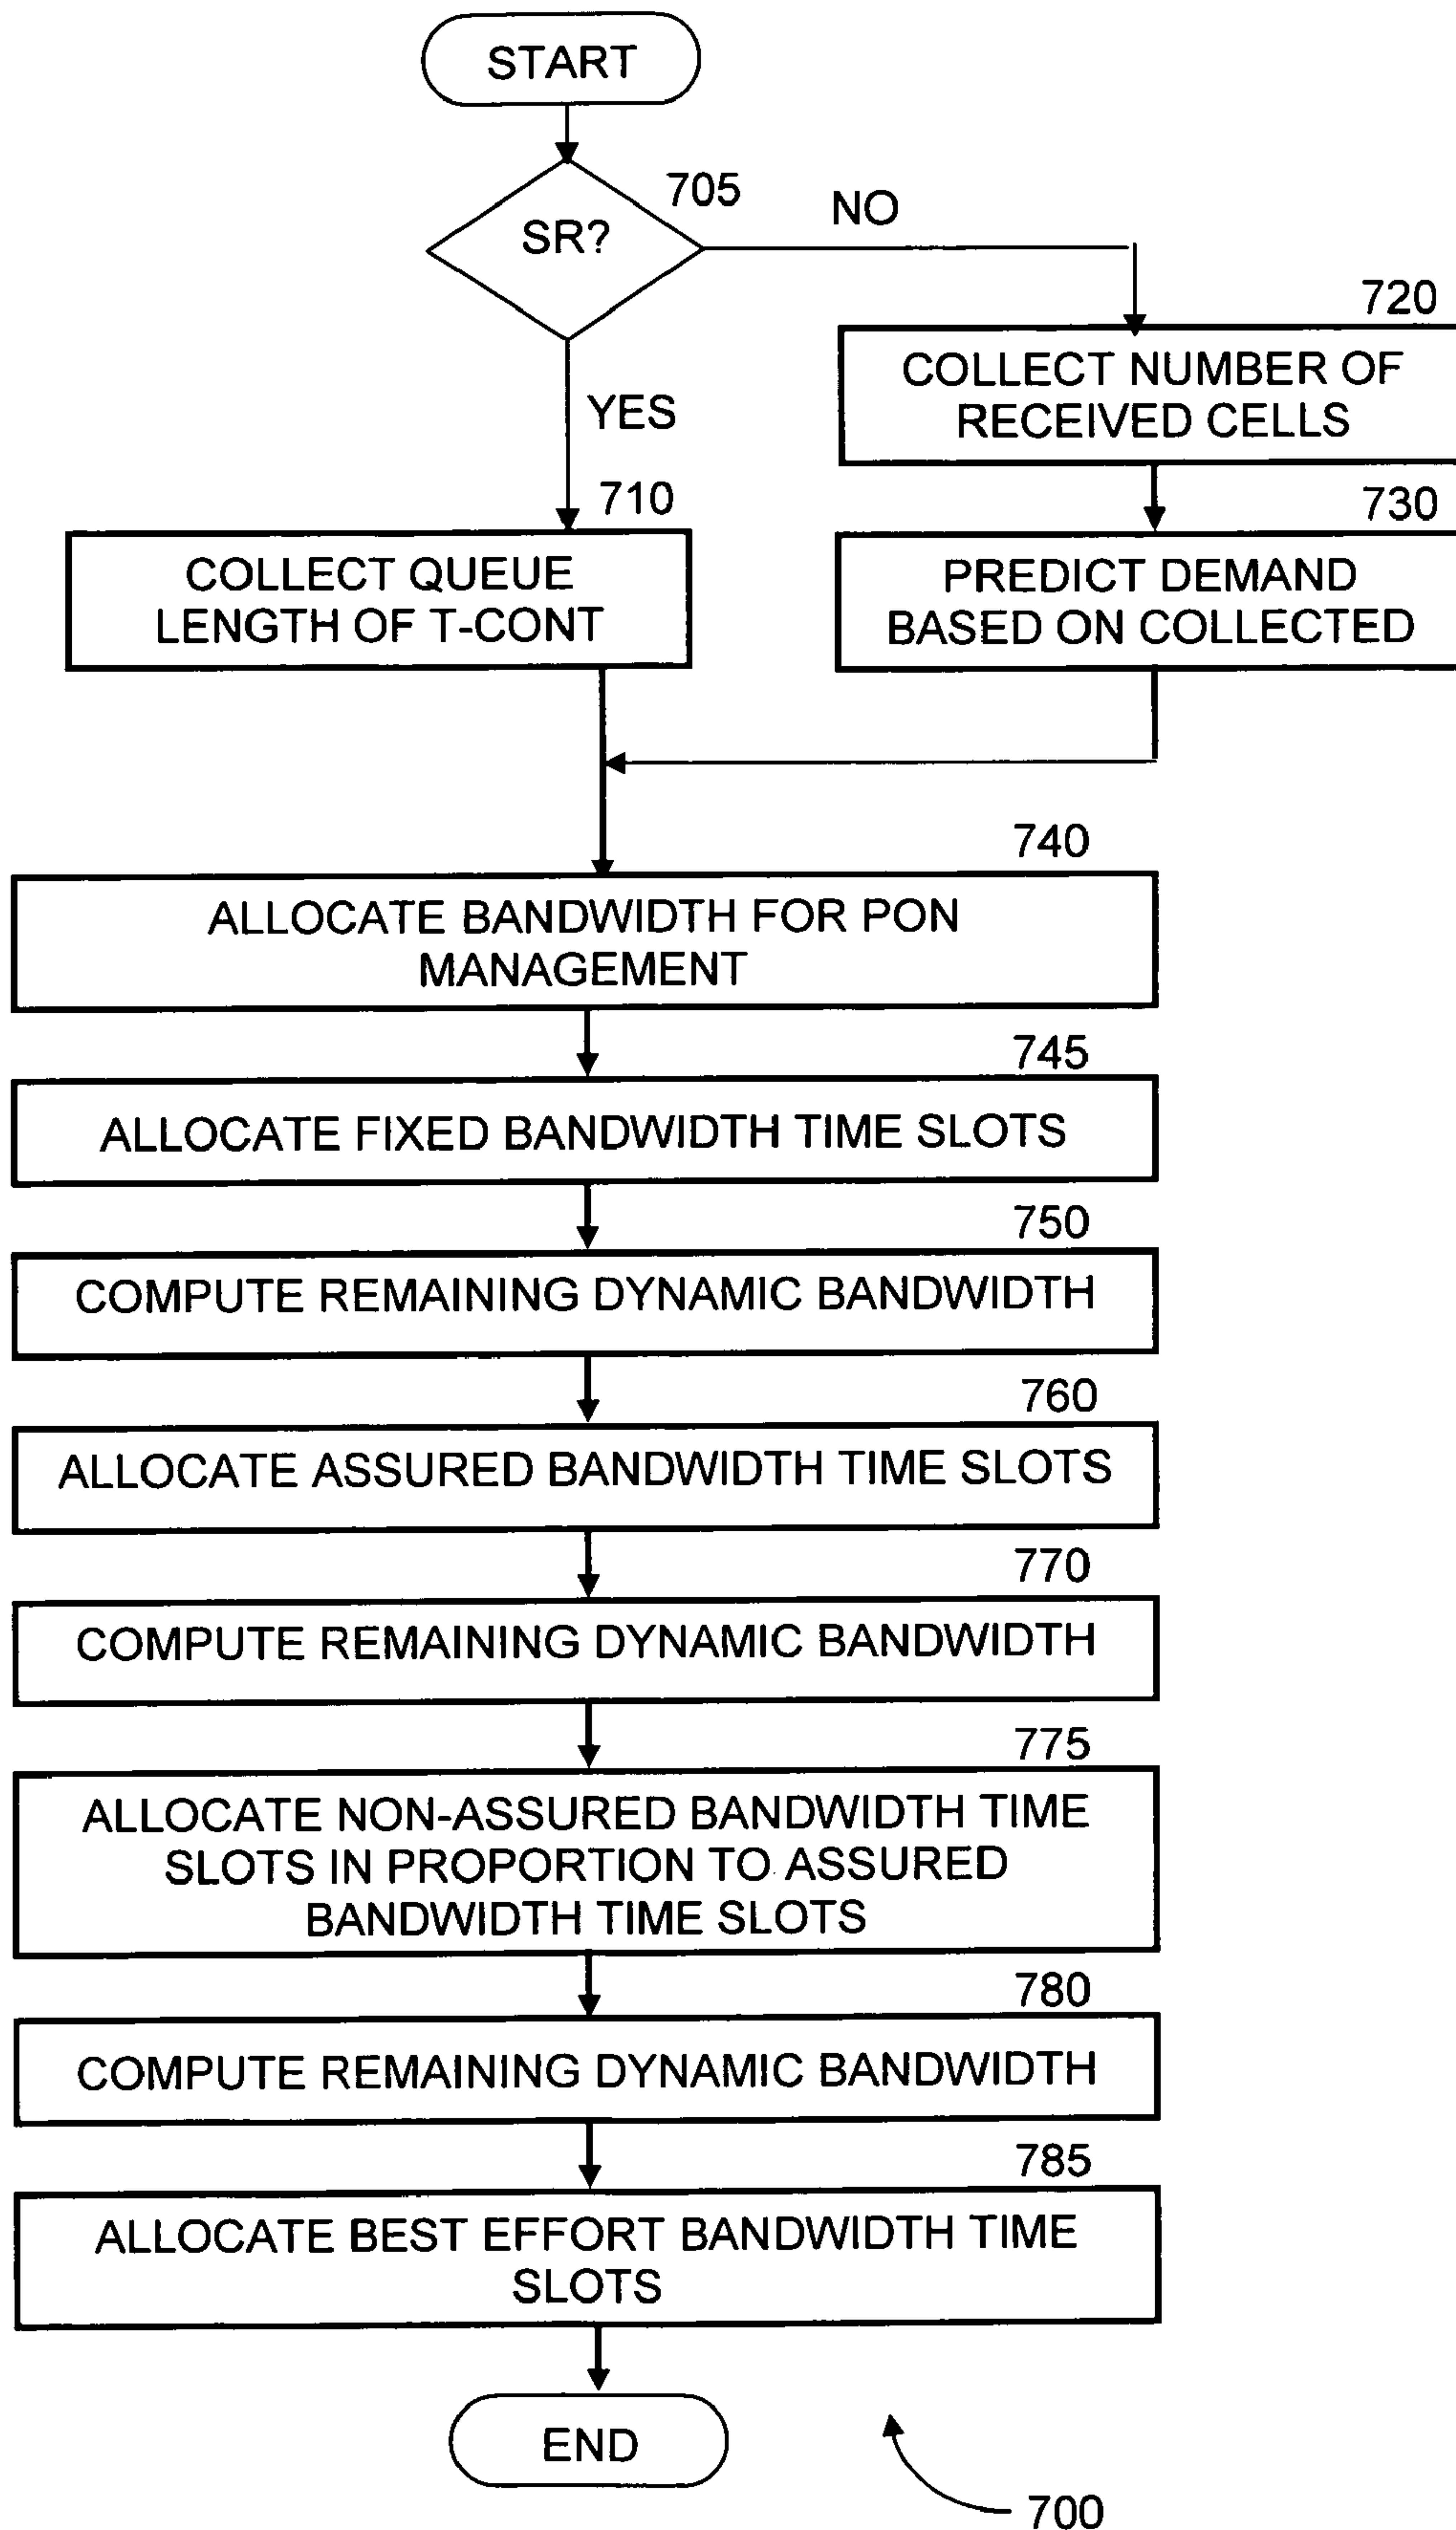 START
705
SR?
NO
720
COLLECT NUMBER OF
RECEIVED CELLS
YES
710
730
COLLECT QUEUE
LENGTH OF T-CONT
PREDICT DEMAND
BASED ON COLLECTED
740
ALLOCATE BANDWIDTH FOR PON
MANAGEMENT
745
ALLOCATE FIXED BANDWIDTH TIME SLOTS
750
COMPUTE REMAINING DYNAMIC BANDWIDTH
760
ALLOCATE ASSURED BANDWIDTH TIME SLOTS
770
COMPUTE REMAINING DYNAMIC BANDWIDTH
775
ALLOCATE NON-ASSURED BANDWIDTH TIME
SLOTS IN PROPORTION TO ASSURED
BANDWIDTH TIME SLOTS
780
COMPUTE REMAINING DYNAMIC BANDWIDTH
785
ALLOCATE BEST EFFORT BANDWIDTH TIME
SLOTS
END
700